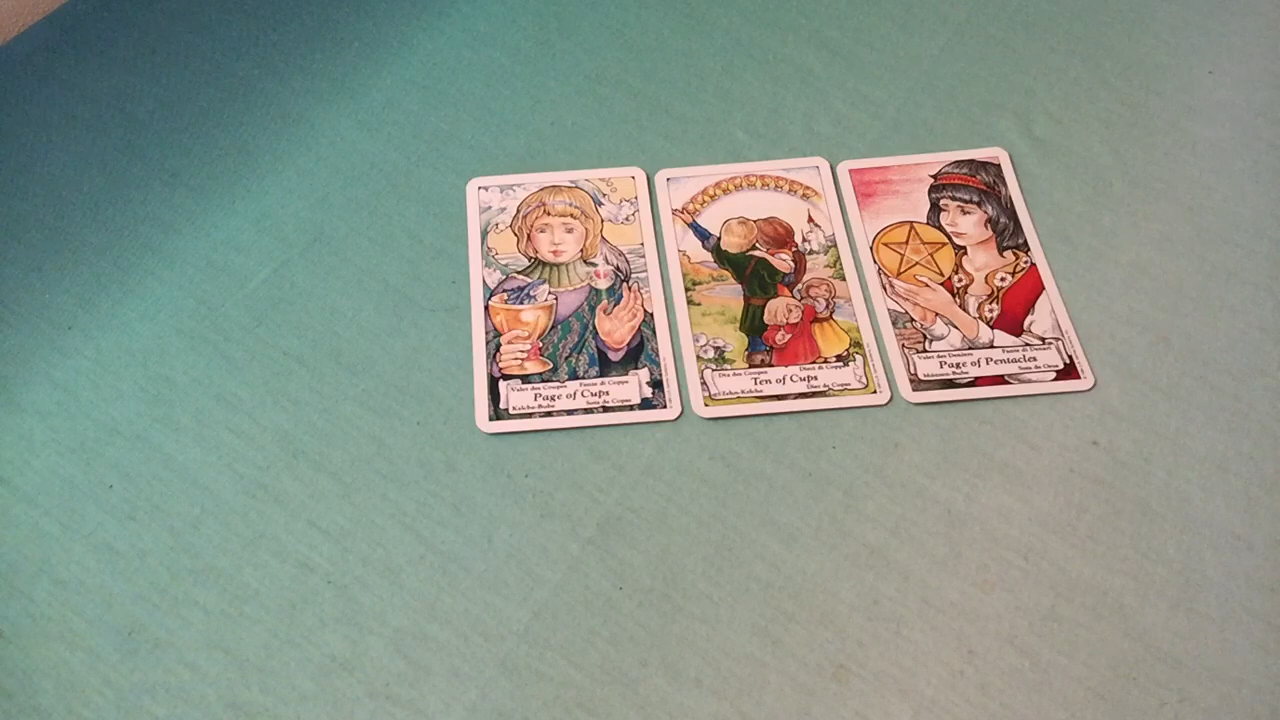 Valet des Coupes Fante di Coppe
Page of Cups
Kelche-Bube Sota de Copas
Dix des Coupes Dieci di Coppe
Ten of Cups
Zehn-Kelche Diez de Copas
Valet des Deniers Fante di Denari
Page of Pentacles
Münzen-Bube Sota de Oros